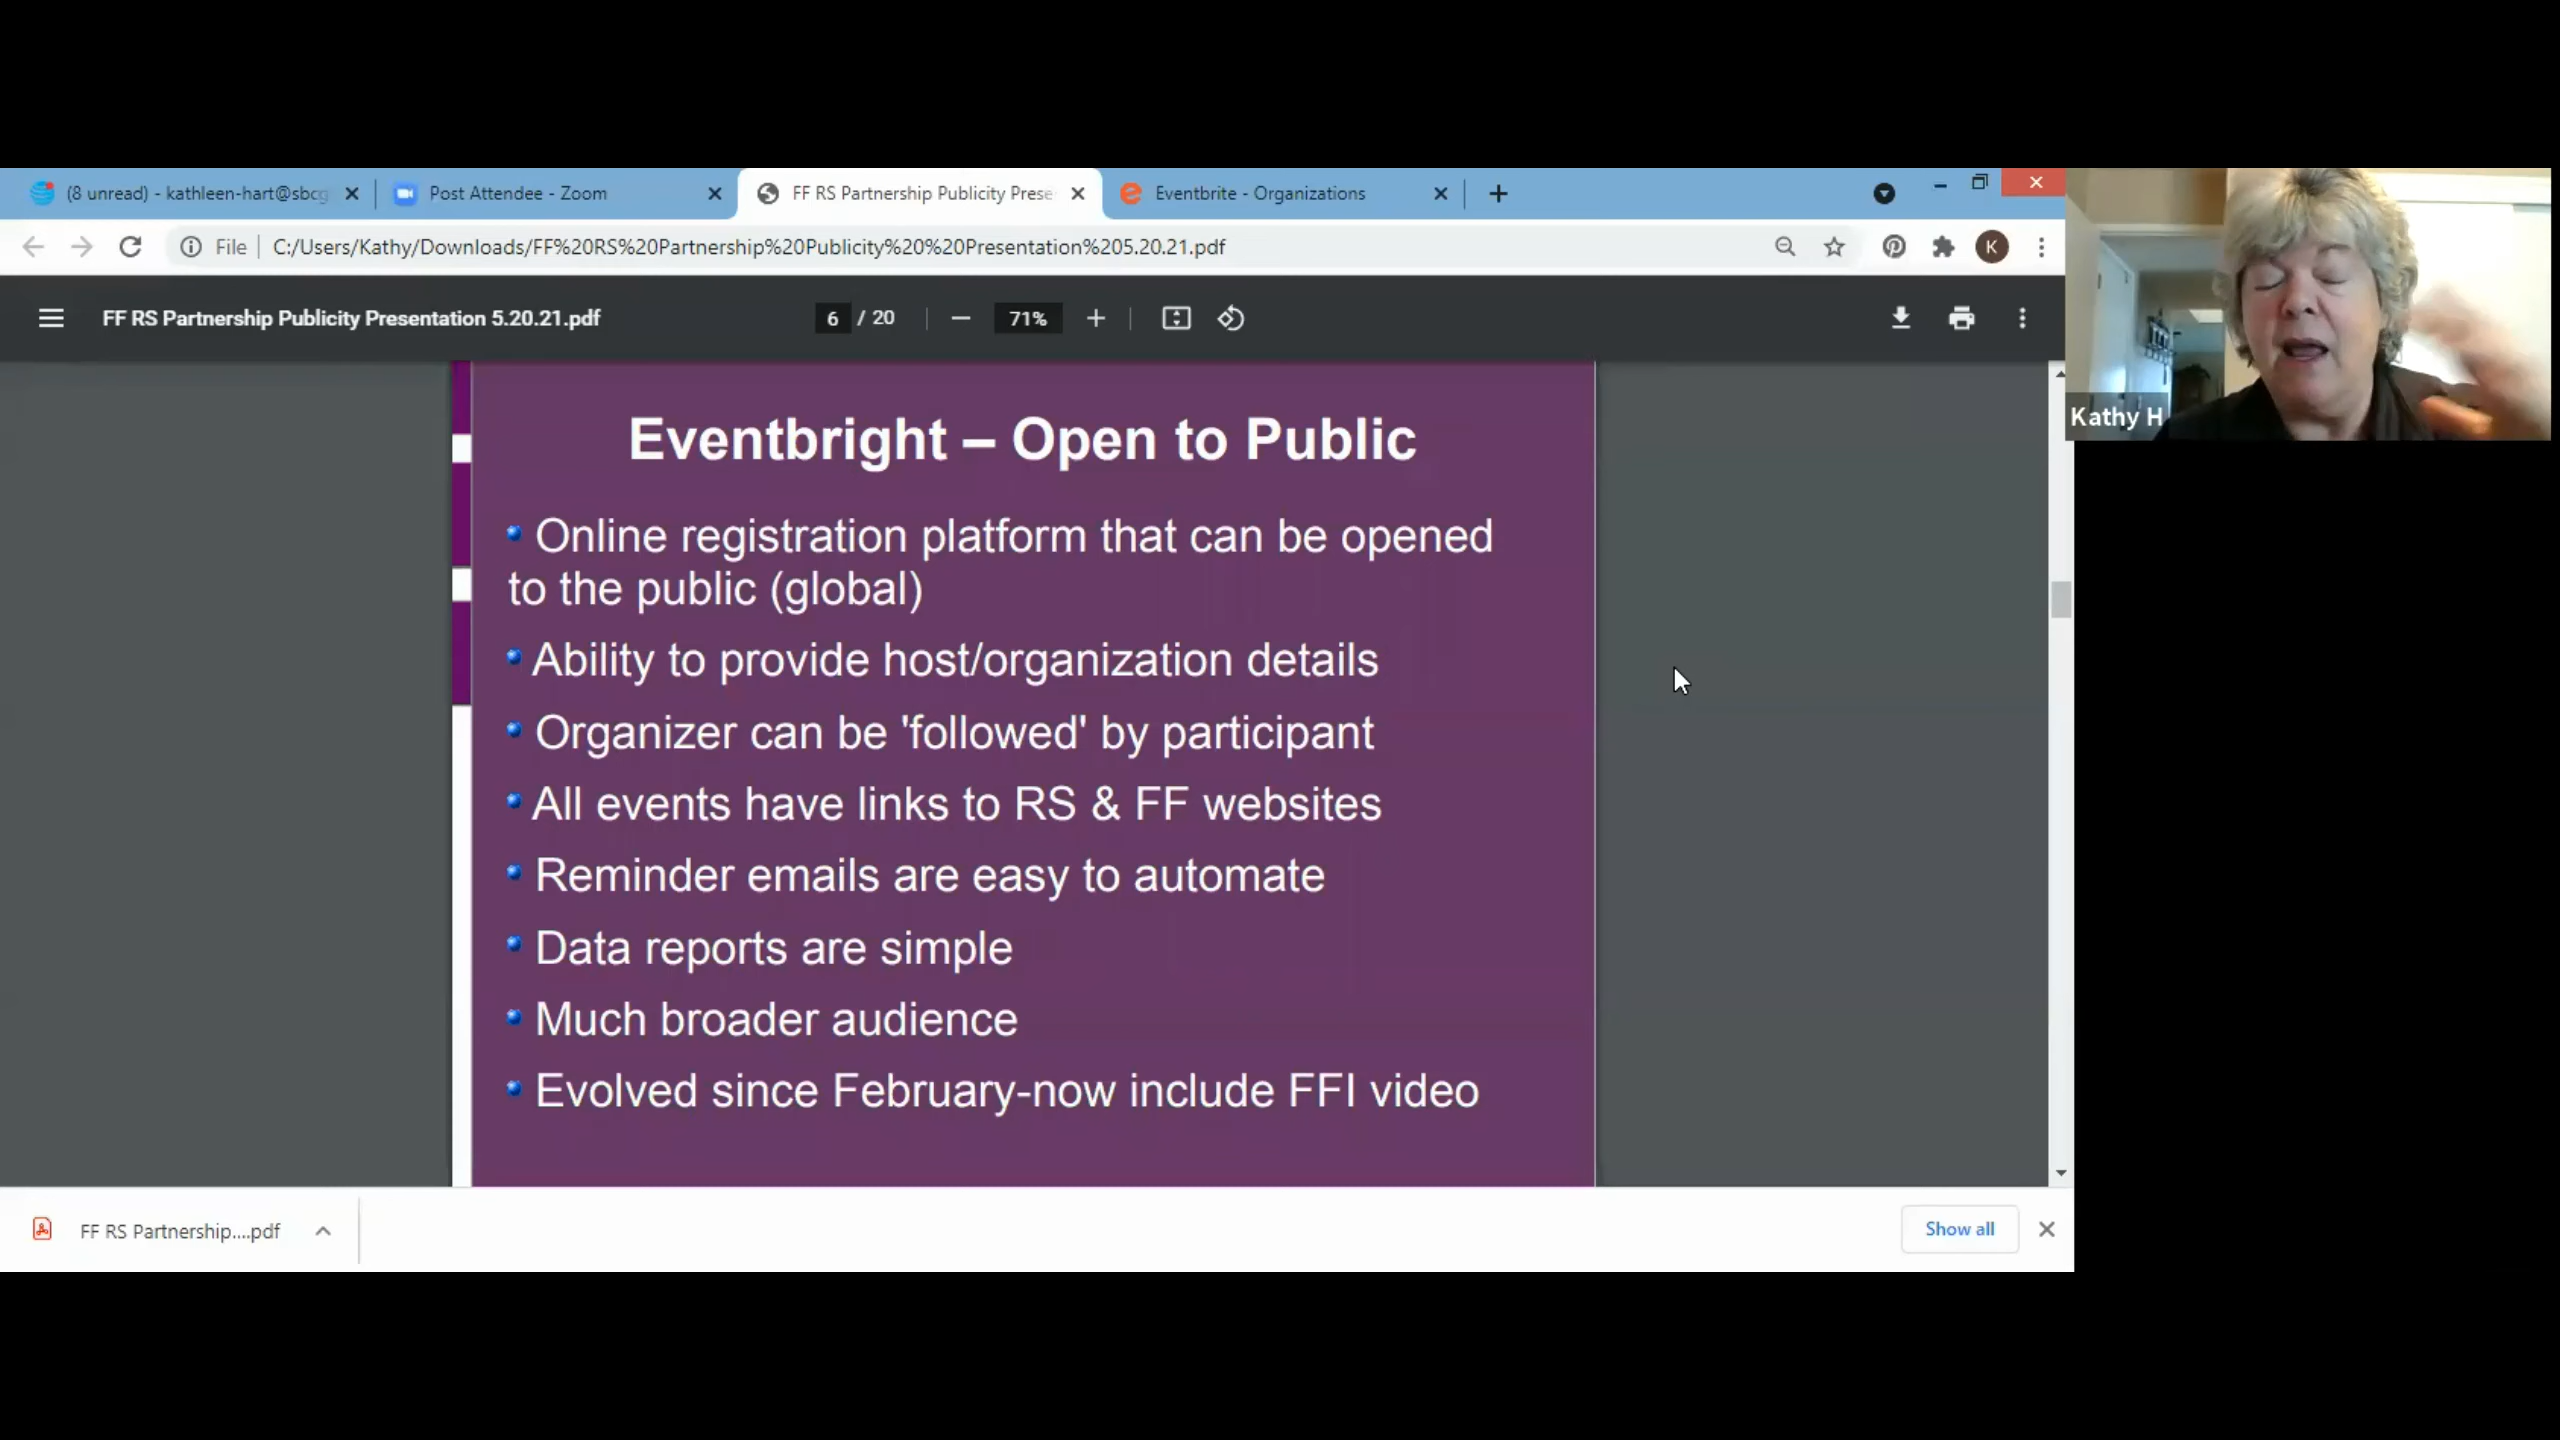 (8 unread) - kathleen-hart@sbcg
Post Attendee - Zoom
FF RS Partnership Publicity Prese
Eventbrite - Organizations
File
C:/Users/Kathy/Downloads/FF%20RS%20Partnership%20Publicity%20%20Presentation%205.20.21.pdf
K
FF RS Partnership Publicity Presentation 5.20.21.pdf
6 / 20
71%
Kathy H
Eventbright – Open to Public
Online registration platform that can be opened
to the public (global)
Ability to provide host/organization details
Organizer can be 'followed' by participant
All events have links to RS & FF websites
Reminder emails are easy to automate
Data reports are simple
Much broader audience
Evolved since February-now include FFI video
FF RS Partnership....pdf
Show all